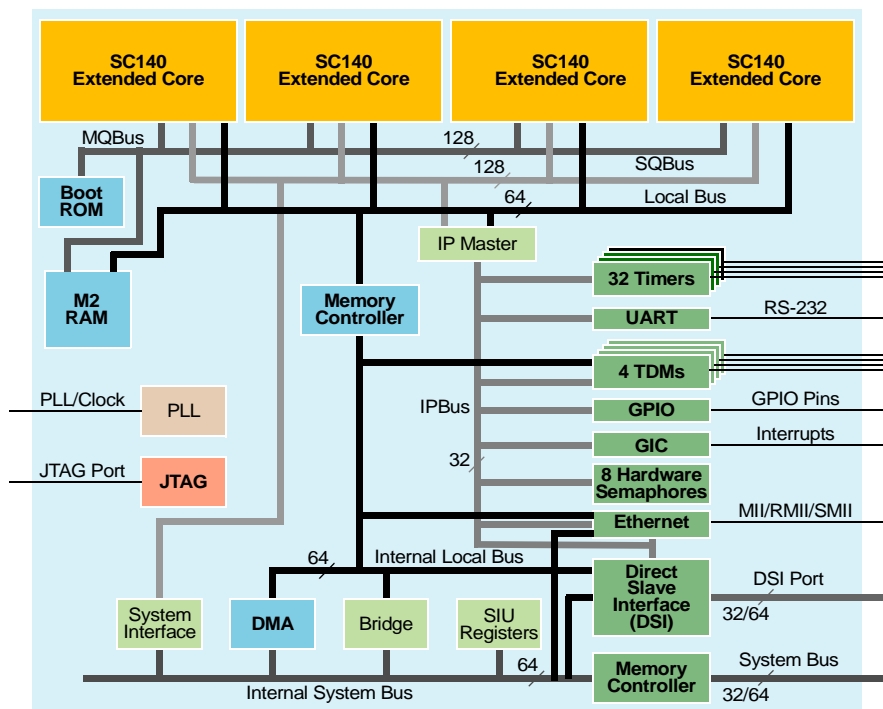 SC140
Extended Core
SC140
Extended Core
SC140
Extended Core
SC140
Extended Core
MQBus
128
128
SQBus
64
Local Bus
Boot
ROM
IP Master
M2
RAM
Memory
Controller
32 Timers
UART
RS-232
4 TDMs
PLL/Clock
PLL
IPBus
GPIO
GPIO Pins
GIC
Interrupts
32
JTAG Port
JTAG
8 Hardware
Semaphores
Ethernet
MII/RMII/SMII
64
Internal Local Bus
Direct
Slave
Interface
(DSI)
DSI Port
32/64
System
Interface
DMA
Bridge
SIU
Registers
64
Internal System Bus
Memory
Controller
System Bus
32/64